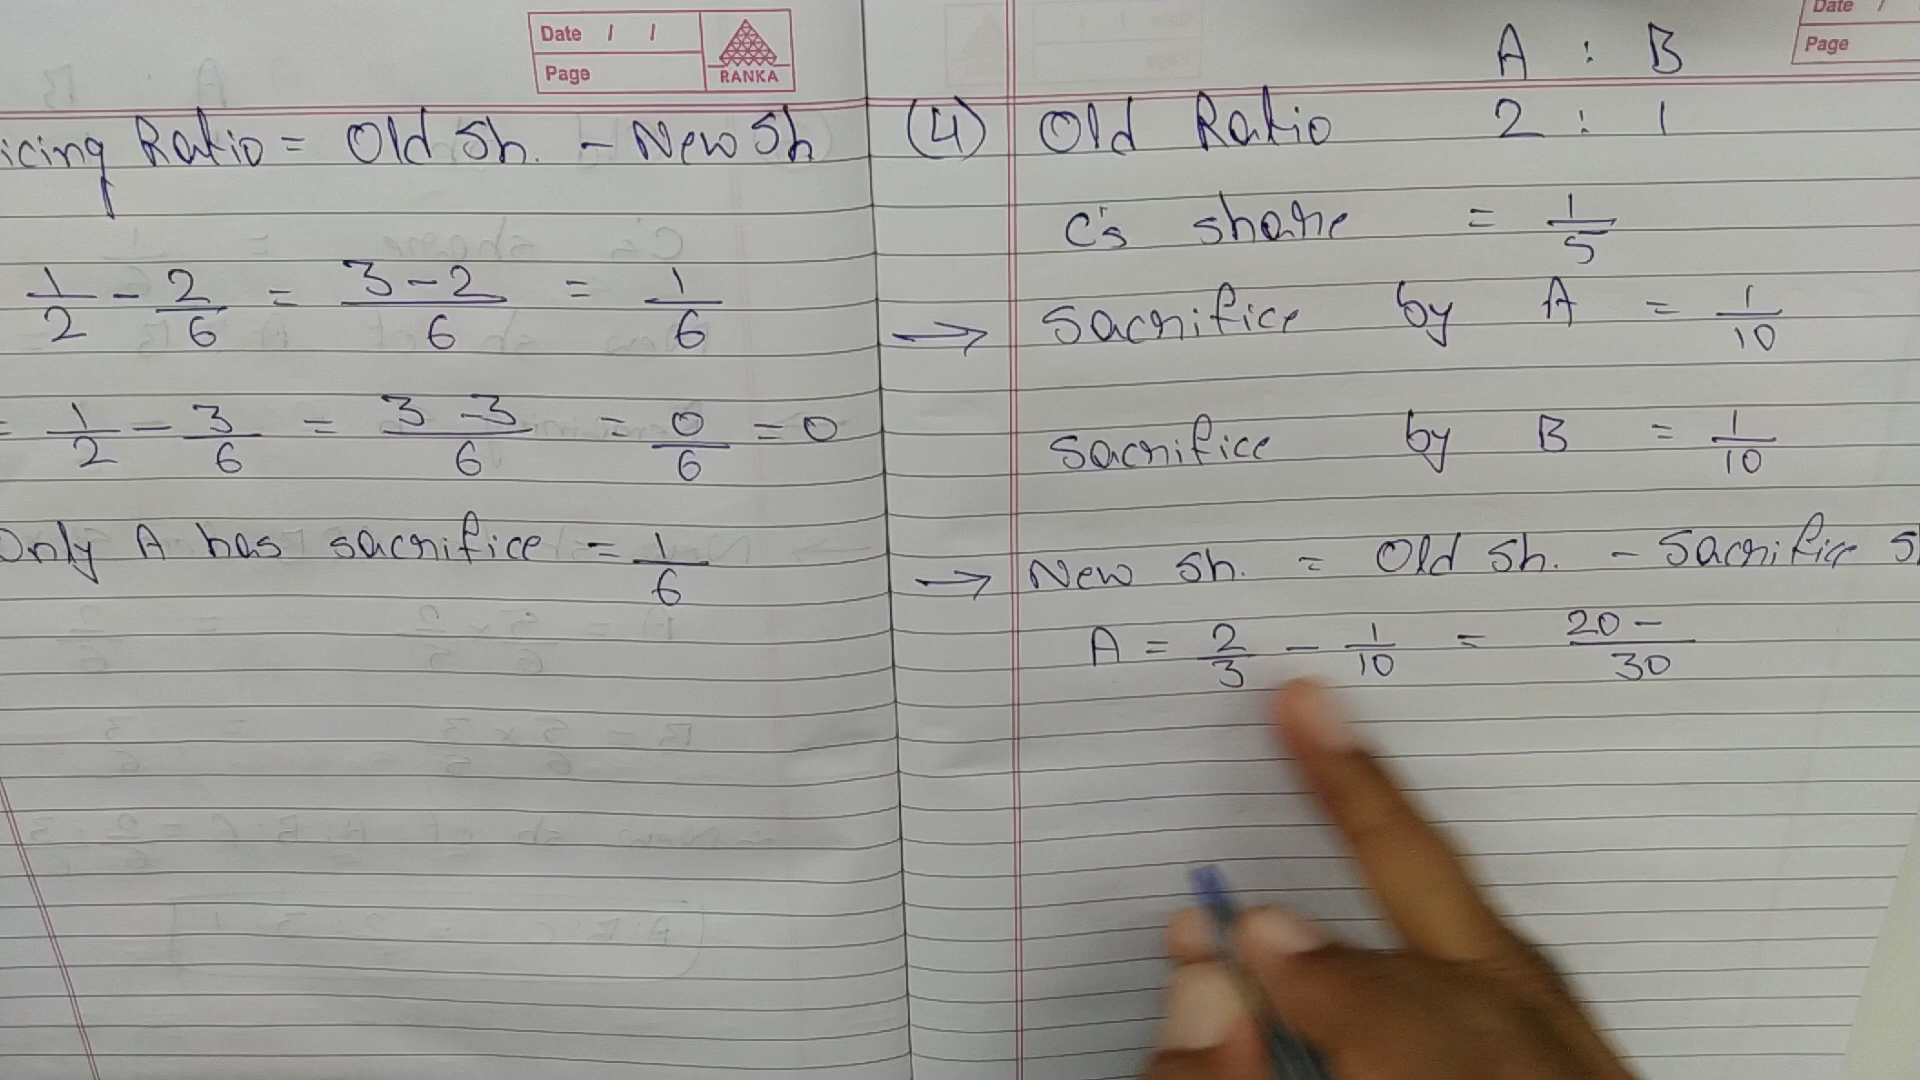 Date / /
Page
RANKA
icing Ratio = Old Sh. - New Sh
1/2 - 2/6 = 3-2/6 = 1/6
= 1/2 - 3/6 = 3-3/6 = 0/6 = 0
Only A has sacrifice = 1/6
Date /
Page
A : B
(4) Old Ratio 2 : 1
C's share = 1/5
→ Sacrifice by A = 1/10
Sacrifice by B = 1/10
→ New Sh. = Old Sh. - Sacrifice S
A = 2/3 - 1/10 = 20 - /30